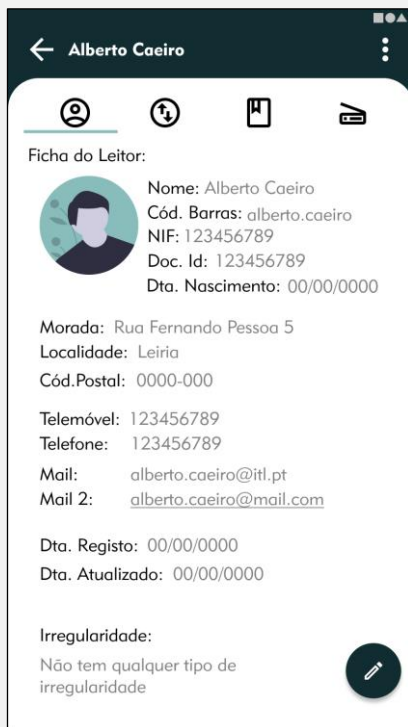 Alberto Caeiro
Ficha do Leitor:
Nome: Alberto Caeiro
Cód. Barras: alberto.caeiro
NIF: 123456789
Doc. Id: 123456789
Dta. Nascimento: 00/00/0000
Morada: Rua Fernando Pessoa 5
Localidade: Leiria
Cód.Postal: 0000-000
Telemóvel: 123456789
Telefone: 123456789
Mail: alberto.caeiro@itl.pt
Mail 2: alberto.caeiro@mail.com
Dta. Registo: 00/00/0000
Dta. Atualizado: 00/00/0000
Irregularidade:
Não tem qualquer tipo de
irregularidade